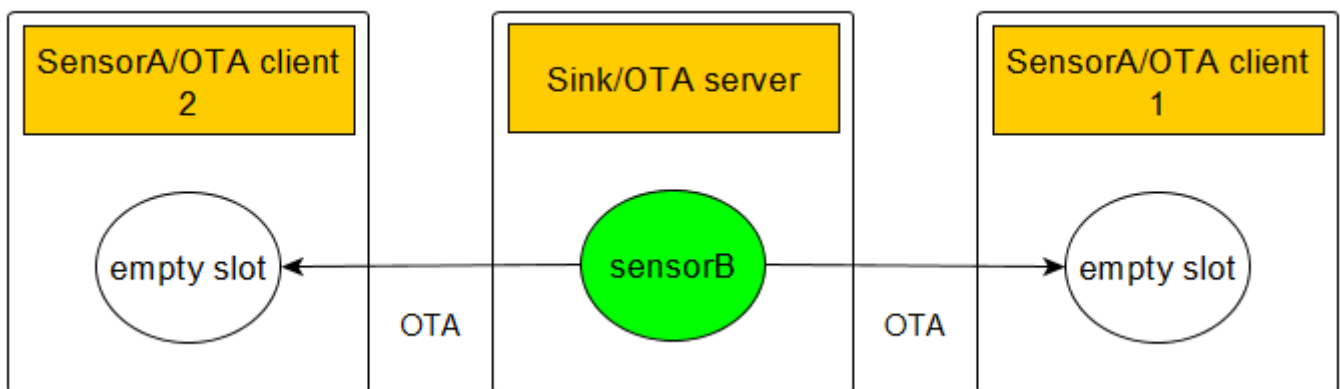 SensorA/OTA client
2
Sink/OTA server
SensorA/OTA client
1
empty slot
sensorB
empty slot
OTA
OTA